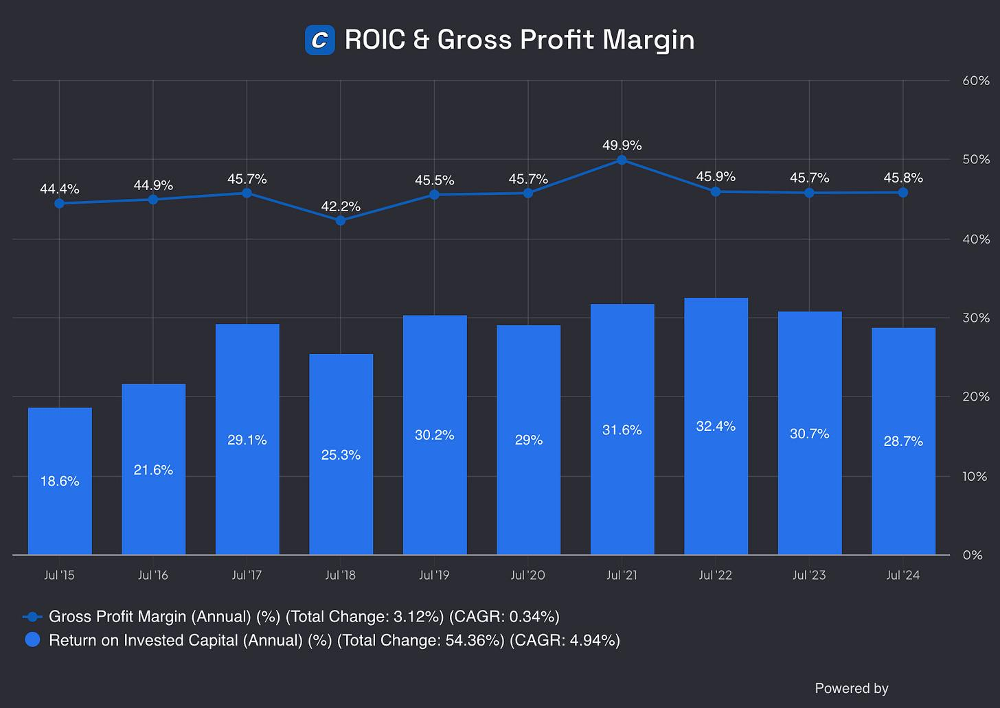 C ROIC & Gross Profit Margin
60%
50%
40%
30%
20%
10%
0%
44.4%
44.9%
45.7%
42.2%
45.5%
45.7%
49.9%
45.9%
45.7%
45.8%
18.6%
21.6%
29.1%
25.3%
30.2%
29%
31.6%
32.4%
30.7%
28.7%
Jul '15
Jul '16
Jul '17
Jul '18
Jul '19
Jul '20
Jul '21
Jul '22
Jul '23
Jul '24
Gross Profit Margin (Annual) (%) (Total Change: 3.12%) (CAGR: 0.34%)
Return on Invested Capital (Annual) (%) (Total Change: 54.36%) (CAGR: 4.94%)
Powered by